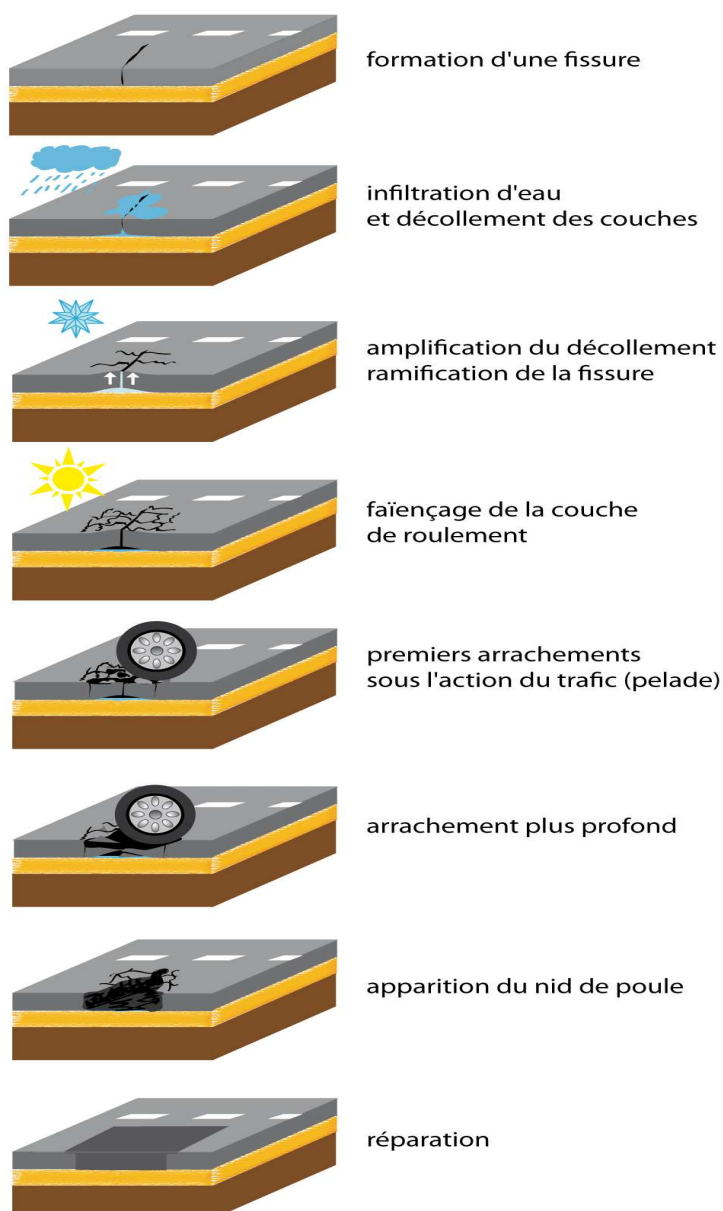 formation d'une fissure
infiltration d'eau
et décollement des couches
amplification du décollement
ramification de la fissure
faïençage de la couche
de roulement
premiers arrachements
sous l'action du trafic (pelade)
arrachement plus profond
apparition du nid de poule
réparation